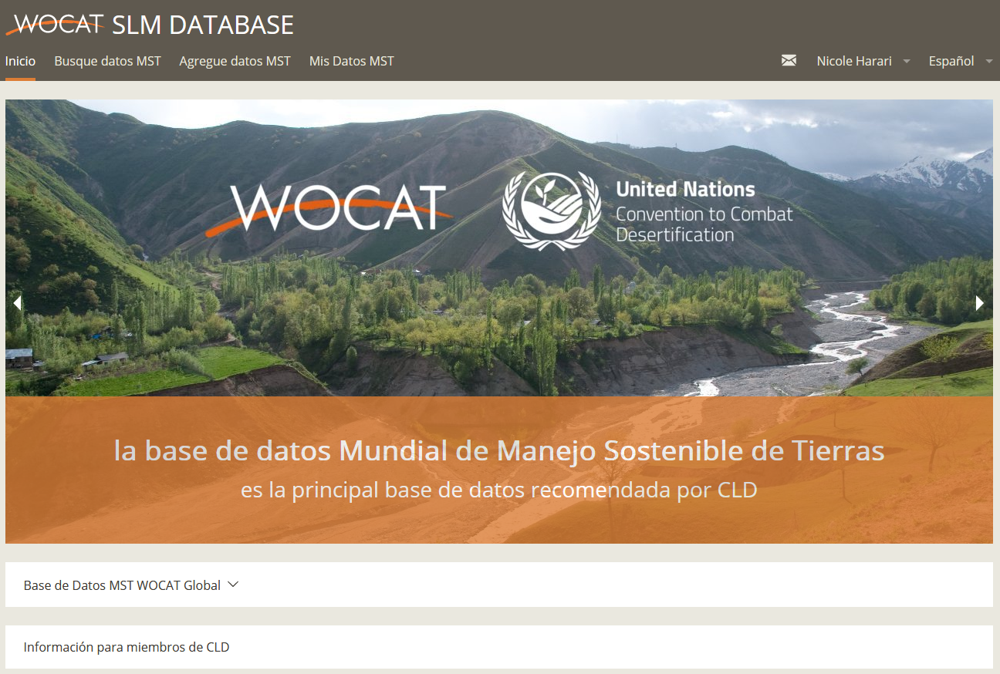 WOCAT SLM DATABASE
Inicio Busque datos MST Agregue datos MST Mis Datos MST Nicole Harari Español
WOCAT
United Nations
Convention to Combat
Desertification
la base de datos Mundial de Manejo Sostenible de Tierras
es la principal base de datos recomendada por CLD
Base de Datos MST WOCAT Global
Información para miembros de CLD